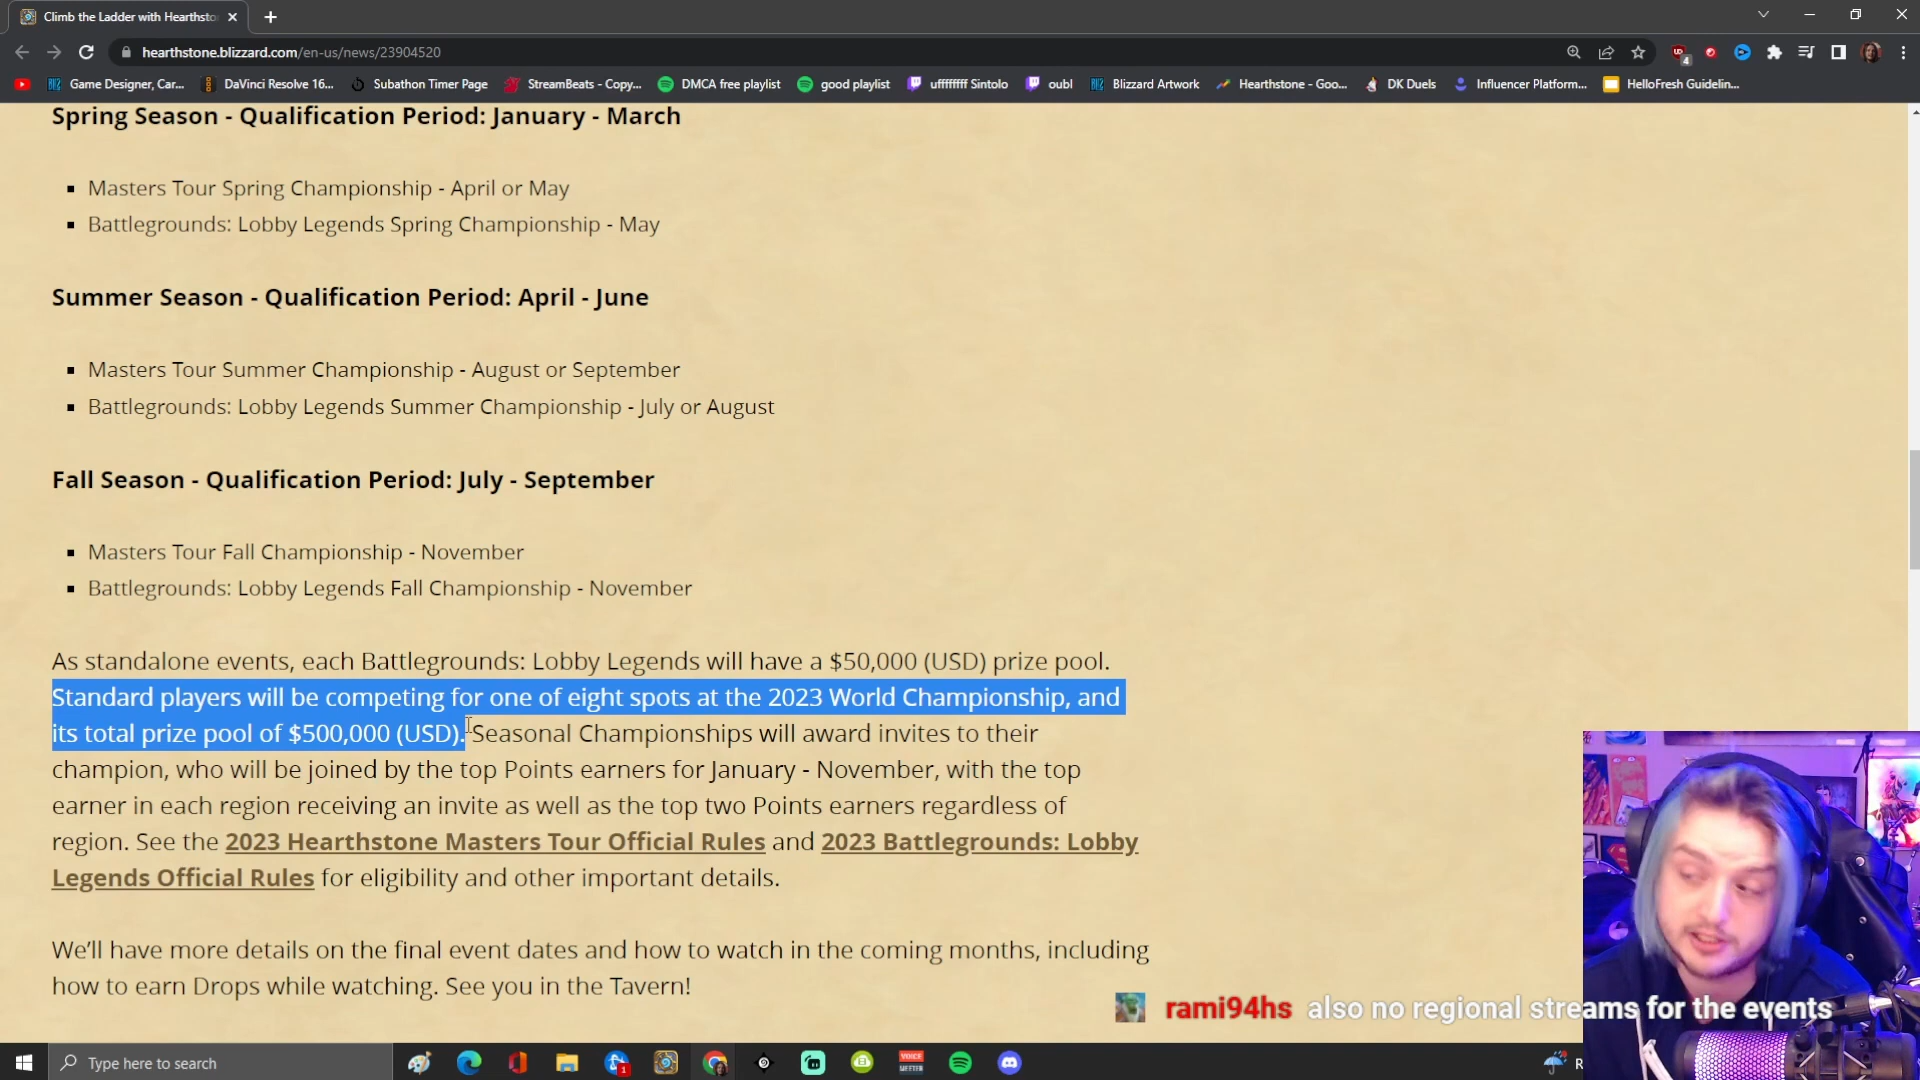 Climb the Ladder with Hearthsto
hearthstone.blizzard.com/en-us/news/23904520
Game Designer, Car... DaVinci Resolve 16... Subathon Timer Page StreamBeats - Copy... DMCA free playlist good playlist uffffffff Sintolo oubl Blizzard Artwork Hearthstone - Goo... DK Duels Influencer Platform... HelloFresh Guidelin...
Spring Season - Qualification Period: January - March
Masters Tour Spring Championship - April or May
Battlegrounds: Lobby Legends Spring Championship - May
Summer Season - Qualification Period: April - June
Masters Tour Summer Championship - August or September
Battlegrounds: Lobby Legends Summer Championship - July or August
Fall Season - Qualification Period: July - September
Masters Tour Fall Championship - November
Battlegrounds: Lobby Legends Fall Championship - November
As standalone events, each Battlegrounds: Lobby Legends will have a $50,000 (USD) prize pool.
Standard players will be competing for one of eight spots at the 2023 World Championship, and
its total prize pool of $500,000 (USD). Seasonal Championships will award invites to their
champion, who will be joined by the top Points earners for January - November, with the top
earner in each region receiving an invite as well as the top two Points earners regardless of
region. See the 2023 Hearthstone Masters Tour Official Rules and 2023 Battlegrounds: Lobby
Legends Official Rules for eligibility and other important details.
We'll have more details on the final event dates and how to watch in the coming months, including
how to earn Drops while watching. See you in the Tavern!
rami94hs also no regional streams for the events
Type here to search